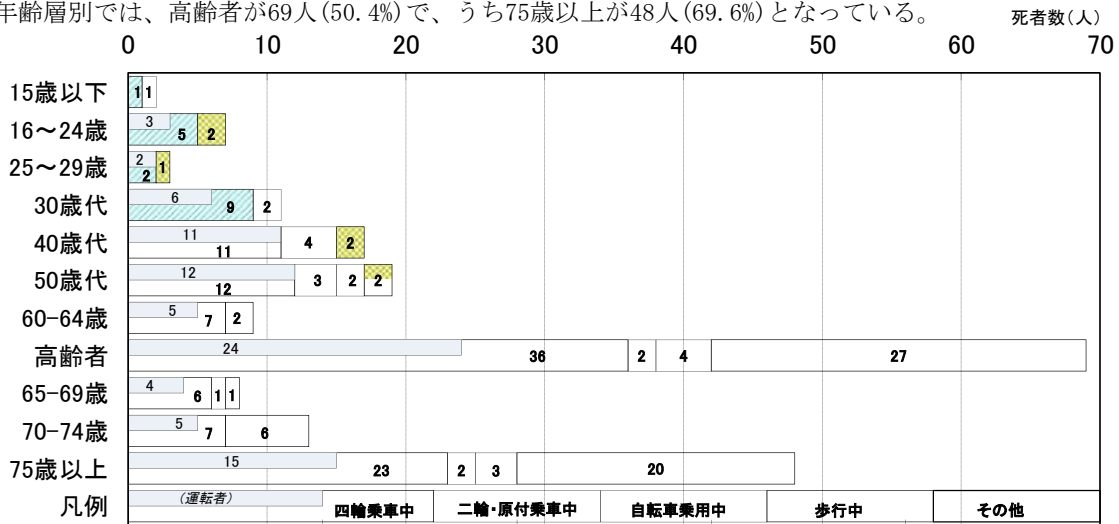 年齢層別では、高齢者が69人(50.4%)で、うち75歳以上が48人(69.6%)となっている。
死者数(人)
0 10 20 30 40 50 60 70
15歳以下 1 1
16～24歳 3 5 2
25～29歳 2 2 1
30歳代 6 9 2
40歳代 11 11 4 2
50歳代 12 12 3 2 2
60-64歳 5 7 2
高齢者 24 36 2 4 27
65-69歳 4 6 1 1
70-74歳 5 7 6
75歳以上 15 23 2 3 20
凡例 (運転者) 四輪乗車中 二輪・原付乗車中 自転車乗用中 歩行中 その他